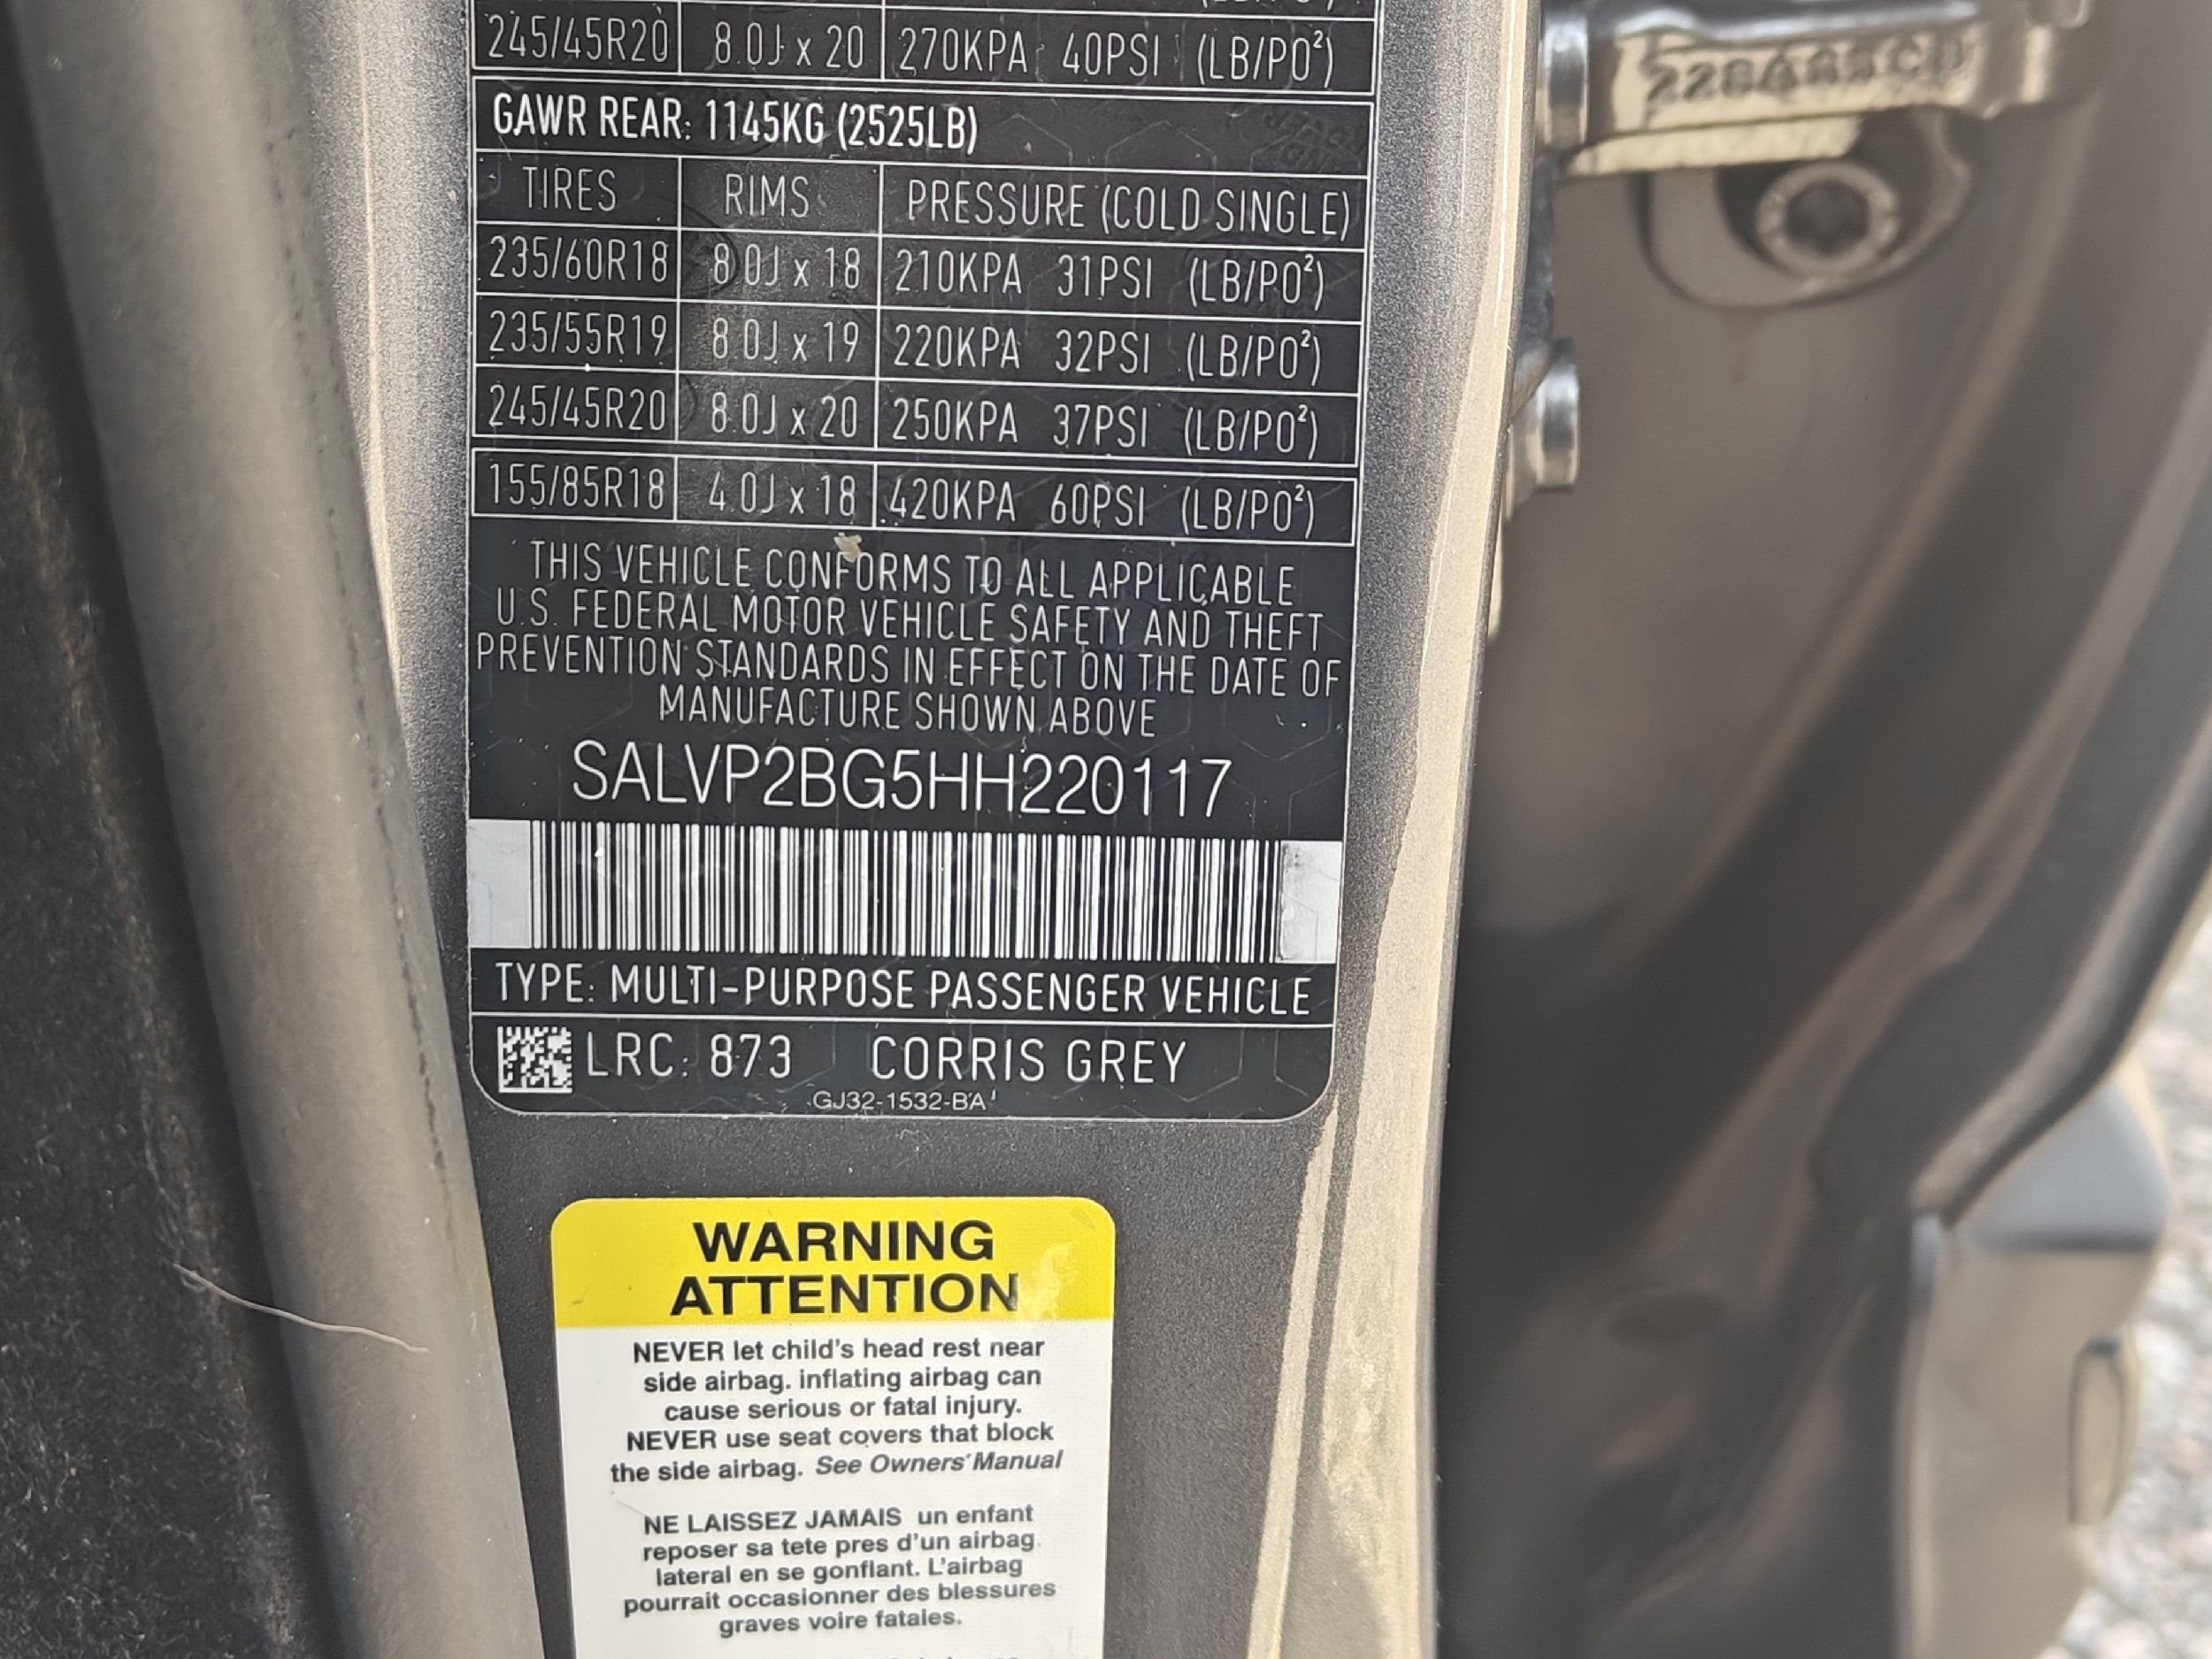 245/45R20 8.0J x 20 270KPA 40PSI (LB/PO²)
GAWR REAR: 1145KG (2525LB)
TIRES RIMS PRESSURE (COLD SINGLE)
235/60R18 8.0J x 18 210KPA 31PSI (LB/PO²)
235/55R19 8.0J x 19 220KPA 32PSI (LB/PO²)
245/45R20 8.0J x 20 250KPA 37PSI (LB/PO²)
155/85R18 4.0J x 18 420KPA 60PSI (LB/PO²)
THIS VEHICLE CONFORMS TO ALL APPLICABLE
U.S. FEDERAL MOTOR VEHICLE SAFETY AND THEFT
PREVENTION STANDARDS IN EFFECT ON THE DATE OF
MANUFACTURE SHOWN ABOVE
SALVP2BG5HH220117
TYPE: MULTI-PURPOSE PASSENGER VEHICLE
LRC: 873 CORRIS GREY
GJ32-1532-BA
WARNING
ATTENTION
NEVER let child's head rest near
side airbag. inflating airbag can
cause serious or fatal injury.
NEVER use seat covers that block
the side airbag. See Owners' Manual
NE LAISSEZ JAMAIS un enfant
reposer sa tete pres d'un airbag
lateral en se gonflant. L'airbag
pourrait occasionner des blessures
graves voire fatales.